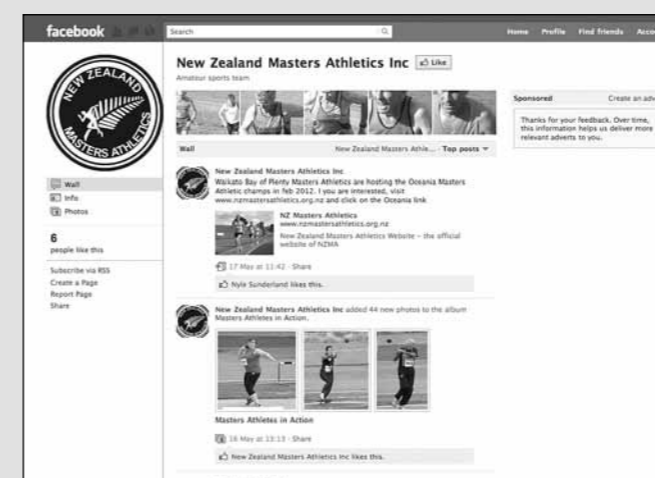 facebook
Search
Home Profile Find friends Acco
NEW ZEALAND
MASTERS ATHLETICS
New Zealand Masters Athletics Inc Like
Amateur sports team
Sponsored Create an adv
Thanks for your feedback. Over time,
this information helps us deliver more
relevant adverts to you.
Wall New Zealand Masters Athle... · Top posts
Wall
Info
Photos
6
people like this
Subscribe via RSS
Create a Page
Report Page
Share
New Zealand Masters Athletics Inc
Waikato Bay of Plenty Masters Athletics are hosting the Oceania Masters
Athletic champs in feb 2012. I you are interested, visit
www.nzmastersathletics.org.nz and click on the Oceania link
NZ Masters Athletics
www.nzmastersathletics.org.nz
New Zealand Masters Athletics Website - the official
website of NZMA
17 May at 11:42 · Share
Nyle Sunderland likes this.
New Zealand Masters Athletics Inc added 44 new photos to the album
Masters Athletes in Action.
Masters Athletes in Action
16 May at 13:13 · Share
New Zealand Masters Athletics Inc likes this.